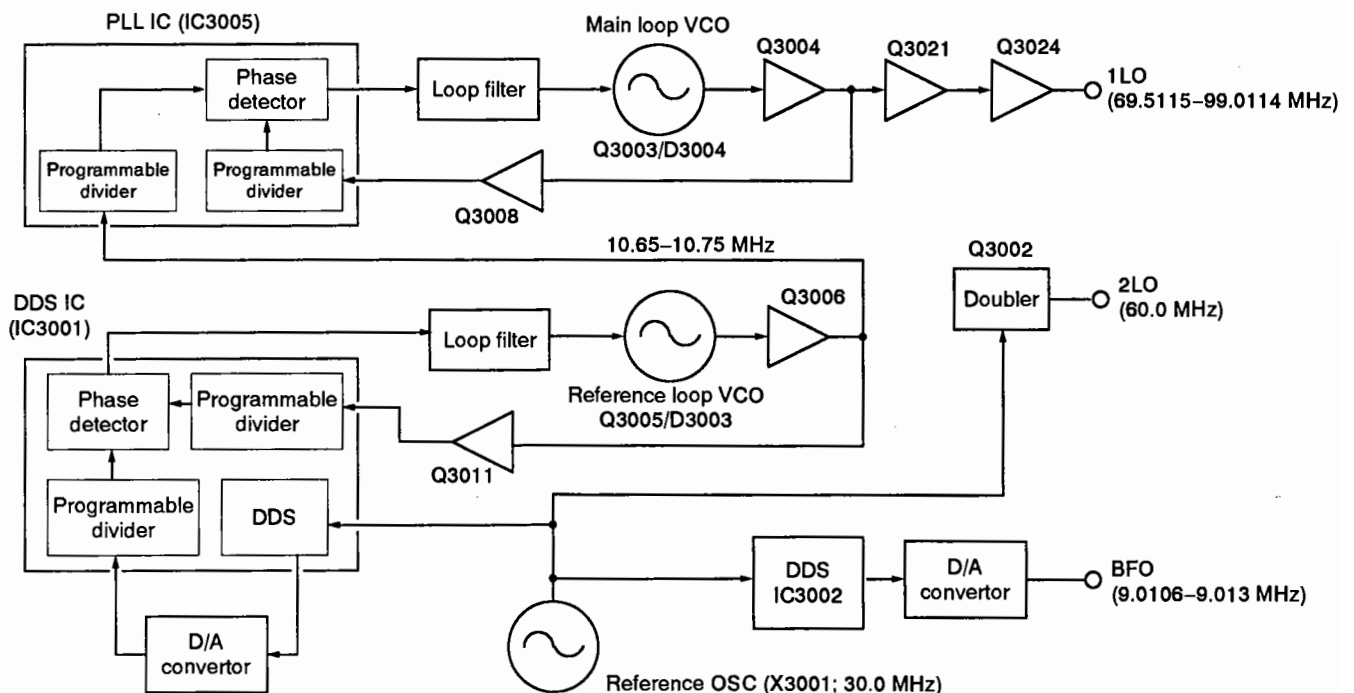 PLL IC (IC3005)
Main loop VCO
Phase
detector
Loop filter
Q3004
Q3021
Q3024
1LO
(69.5115–99.0114 MHz)
Q3003/D3004
Programmable
divider
Programmable
divider
Q3008
10.65–10.75 MHz
Q3002
Doubler
2LO
(60.0 MHz)
DDS IC
(IC3001)
Loop filter
Q3006
Reference loop VCO
Q3005/D3003
Phase
detector
Programmable
divider
Q3011
Programmable
divider
DDS
DDS
IC3002
D/A
convertor
BFO
(9.0106–9.013 MHz)
D/A
convertor
Reference OSC (X3001; 30.0 MHz)